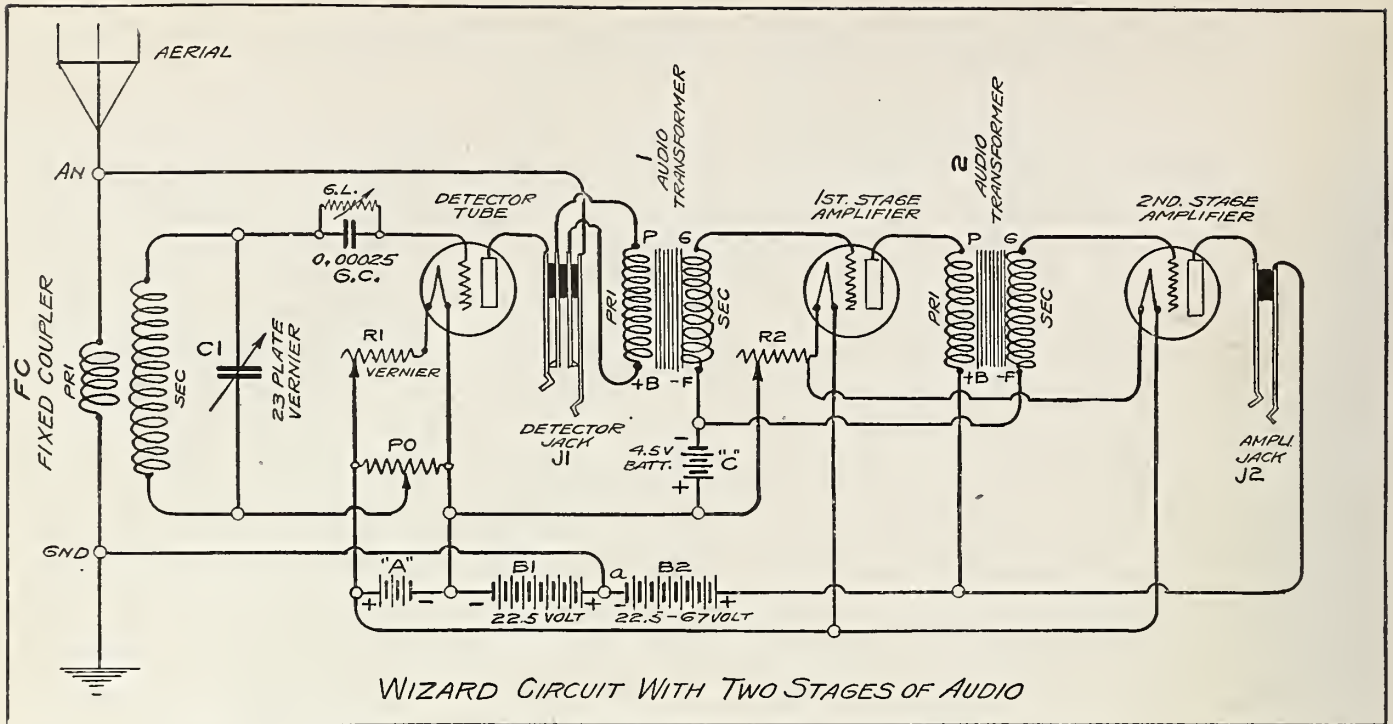 AERIAL
AN
G.L.
0,00025
G.C.
DETECTOR
TUBE
1
AUDIO
TRANSFORMER
1ST. STAGE
AMPLIFIER
2
AUDIO
TRANSFORMER
2ND. STAGE
AMPLIFIER
FC
FIXED COUPLER
PRI
SEC
C1
23 PLATE
VERNIER
R1
VERNIER
PO
P
G
PRI
SEC
+B
-F
DETECTOR
JACK
J1
R2
P
G
PRI
SEC
+B
-F
-
4.5V
BATT.
"C"
+
AMPLI.
JACK
J2
GND
"A"
+
-
B1
-
+
22.5 VOLT
a
B2
-
+
22.5-67 VOLT
WIZARD CIRCUIT WITH TWO STAGES OF AUDIO